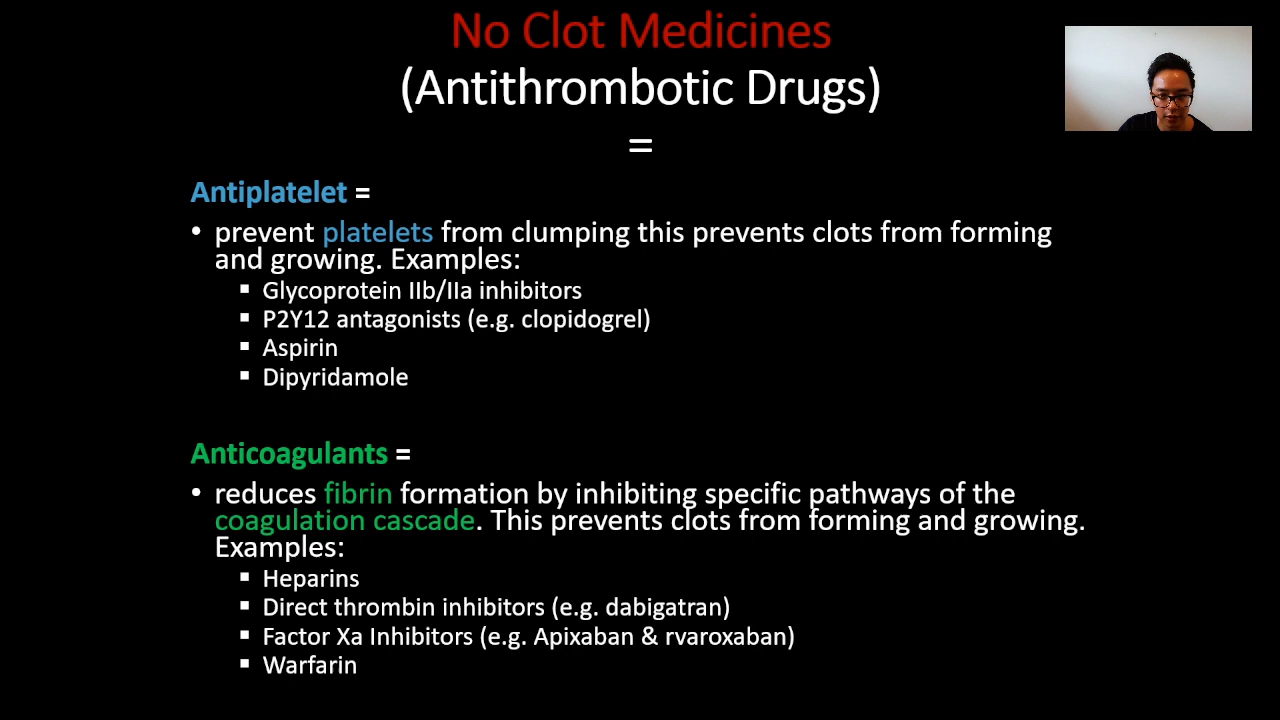 No Clot Medicines
(Antithrombotic Drugs)
=
Antiplatelet =
• prevent platelets from clumping this prevents clots from forming
and growing. Examples:
▪ Glycoprotein IIb/IIa inhibitors
▪ P2Y12 antagonists (e.g. clopidogrel)
▪ Aspirin
▪ Dipyridamole
Anticoagulants =
• reduces fibrin formation by inhibiting specific pathways of the
coagulation cascade. This prevents clots from forming and growing.
Examples:
▪ Heparins
▪ Direct thrombin inhibitors (e.g. dabigatran)
▪ Factor Xa Inhibitors (e.g. Apixaban & rvaroxaban)
▪ Warfarin